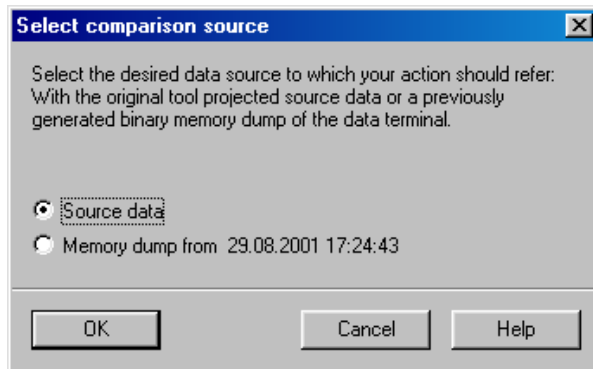 Select comparison source
Select the desired data source to which your action should refer:
With the original tool projected source data or a previously
generated binary memory dump of the data terminal.
Source data
Memory dump from 29.08.2001 17:24:43
OK Cancel Help